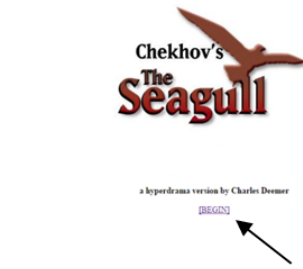 Chekhov's
The
Seagull
a hyperdrama version by Charles Deemer
[BEGIN]